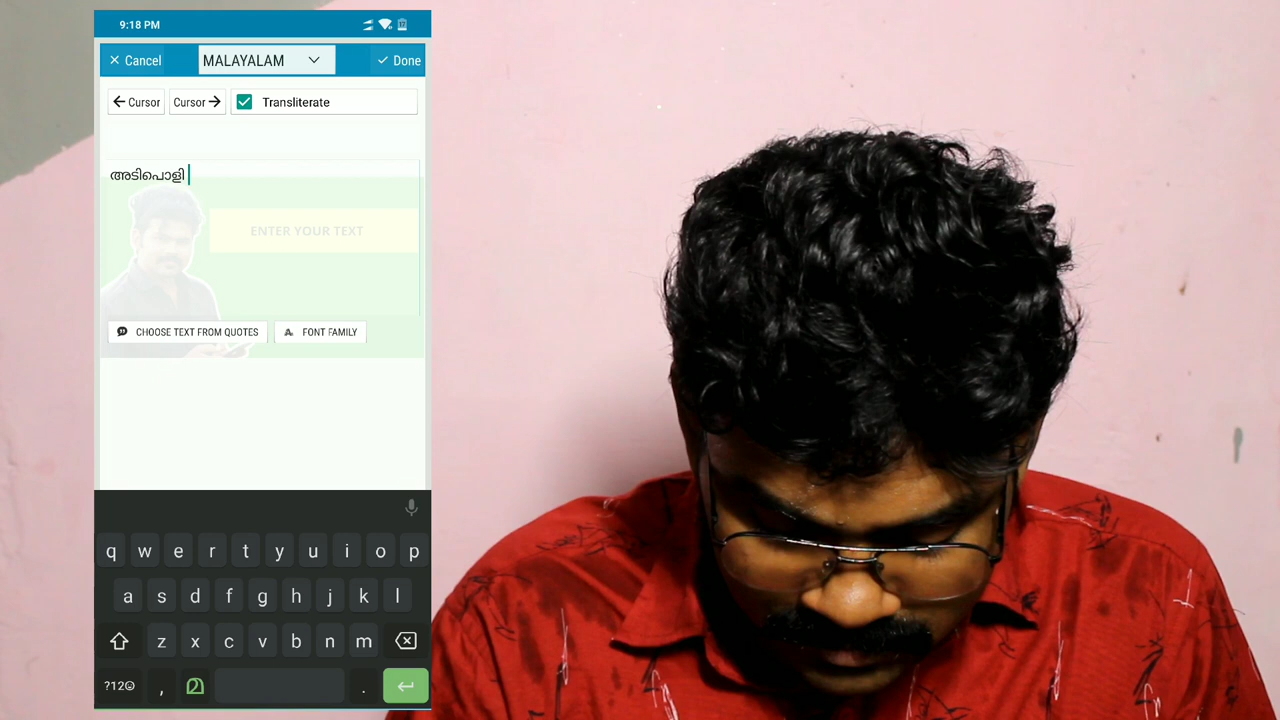 9:18 PM
× Cancel MALAYALAM ✓ Done
← Cursor Cursor → Transliterate
അടിപൊളി
ENTER YOUR TEXT
CHOOSE TEXT FROM QUOTES FONT FAMILY
q w e r t y u i o p
a s d f g h j k l
z x c v b n m
?12☺ , മ .